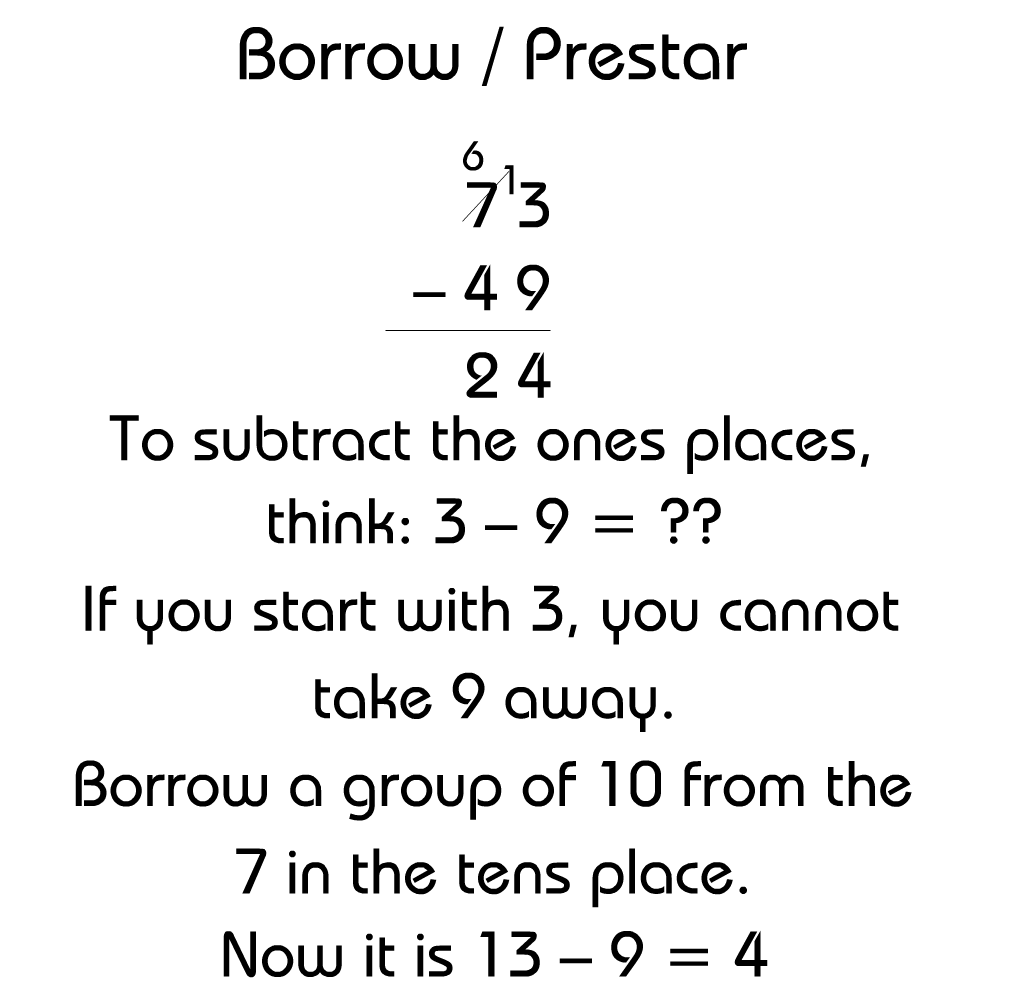 Borrow / Prestar
6
7 13
– 4 9
2 4
To subtract the ones places,
think: 3 – 9 = ??
If you start with 3, you cannot
take 9 away.
Borrow a group of 10 from the
7 in the tens place.
Now it is 13 – 9 = 4